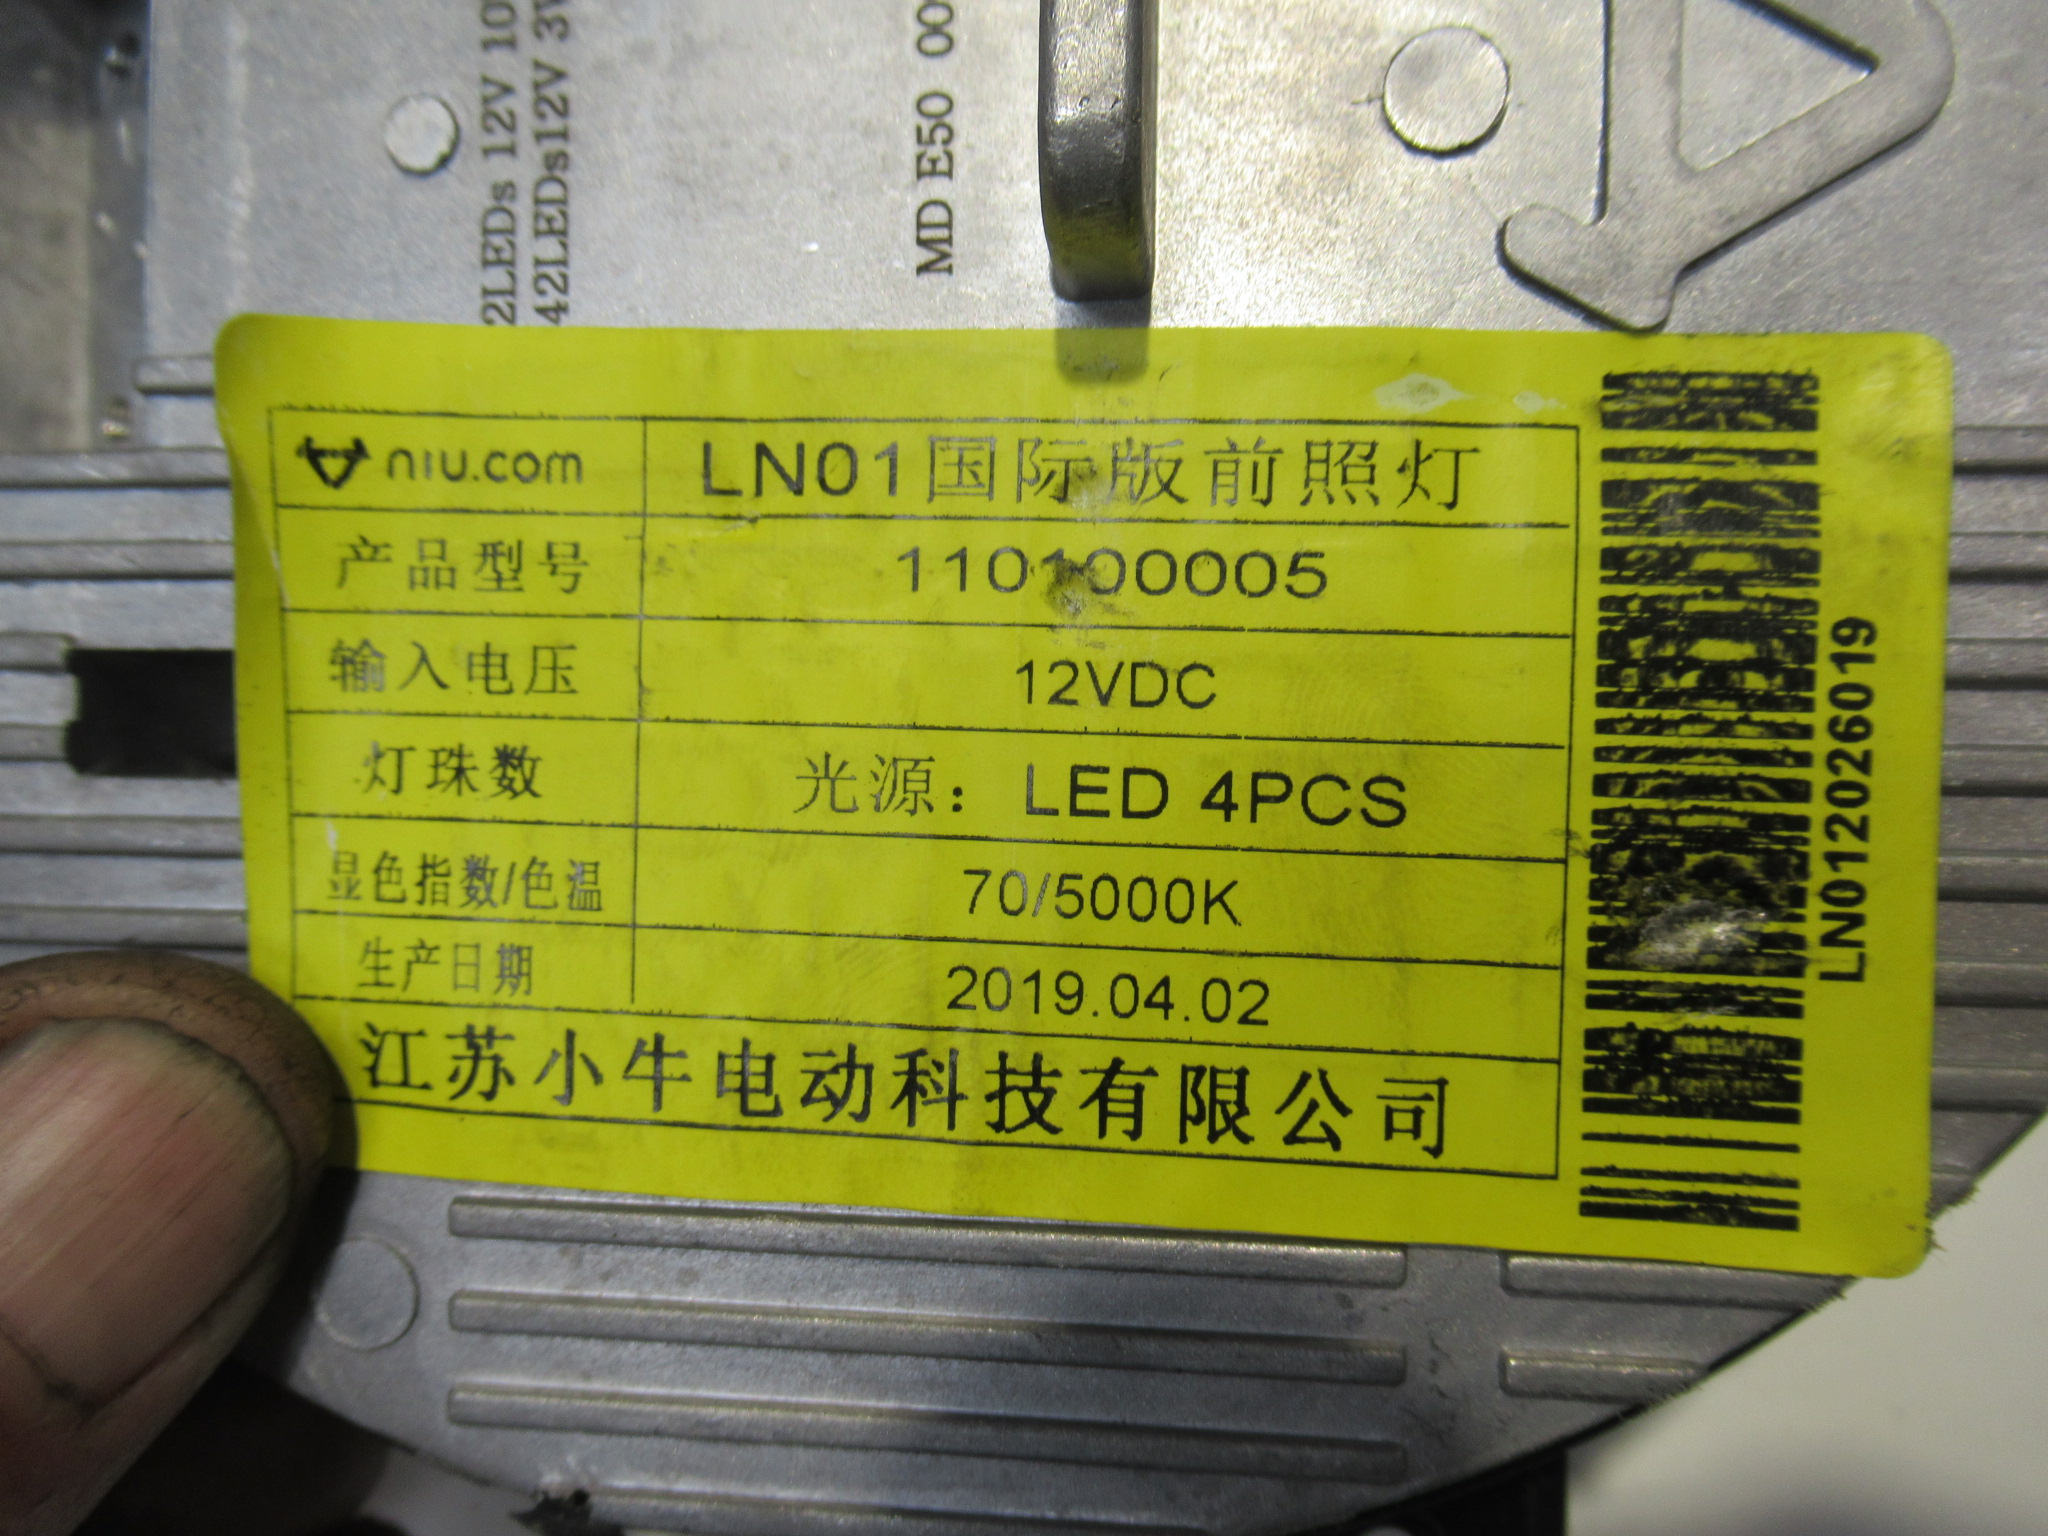 2LEDs 12V 10
42LEDs12V 3
MD E50 00
niu.com LN01国际版前照灯
产品型号 110100005
输入电压 12VDC
灯珠数 光源: LED 4PCS
显色指数/色温 70/5000K
生产日期 2019.04.02
江苏小牛电动科技有限公司
LN012026019